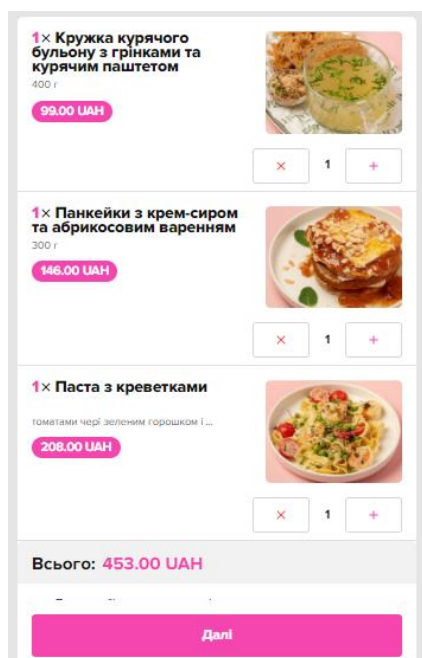 1× Кружка курячого
бульону з грінками та
курячим паштетом
400 г
99.00 UAH
× 1 +
1× Панкейки з крем-сиром
та абрикосовим варенням
300 г
146.00 UAH
× 1 +
1× Паста з креветками
томатами чері зеленим горошком і ...
208.00 UAH
× 1 +
Всього: 453.00 UAH
Далі